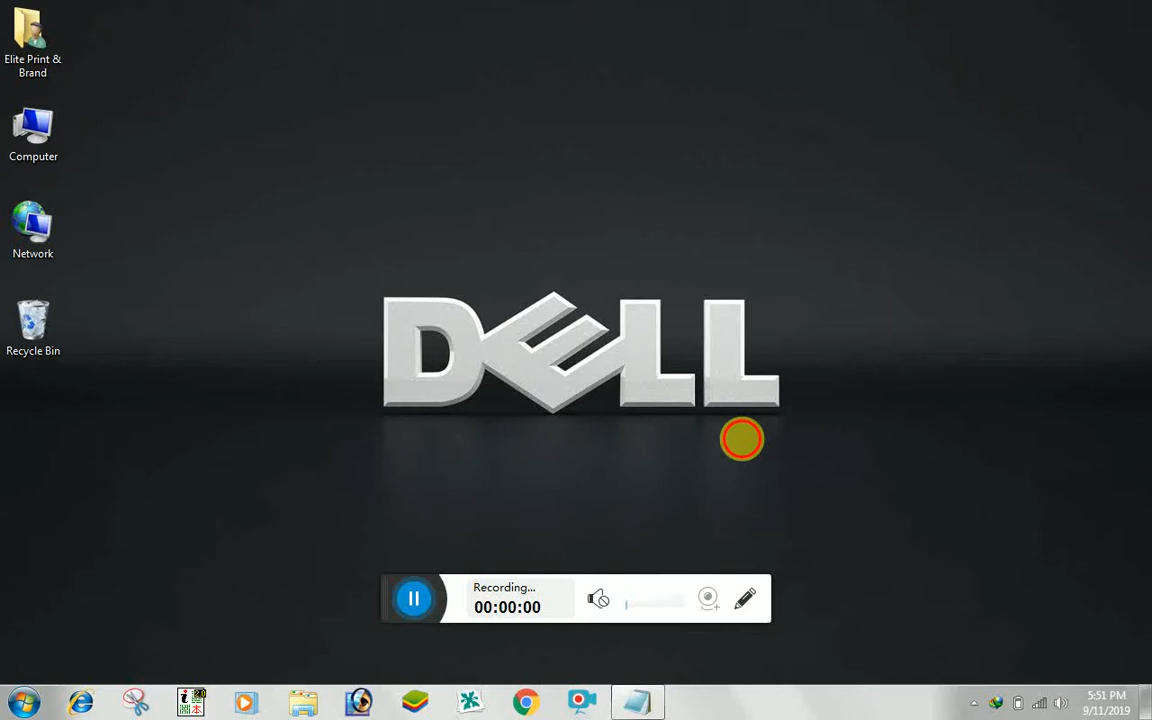 Elite Print &
Brand
Computer
Network
Recycle Bin
DELL
Recording...
00:00:00
5:51 PM
9/11/2019